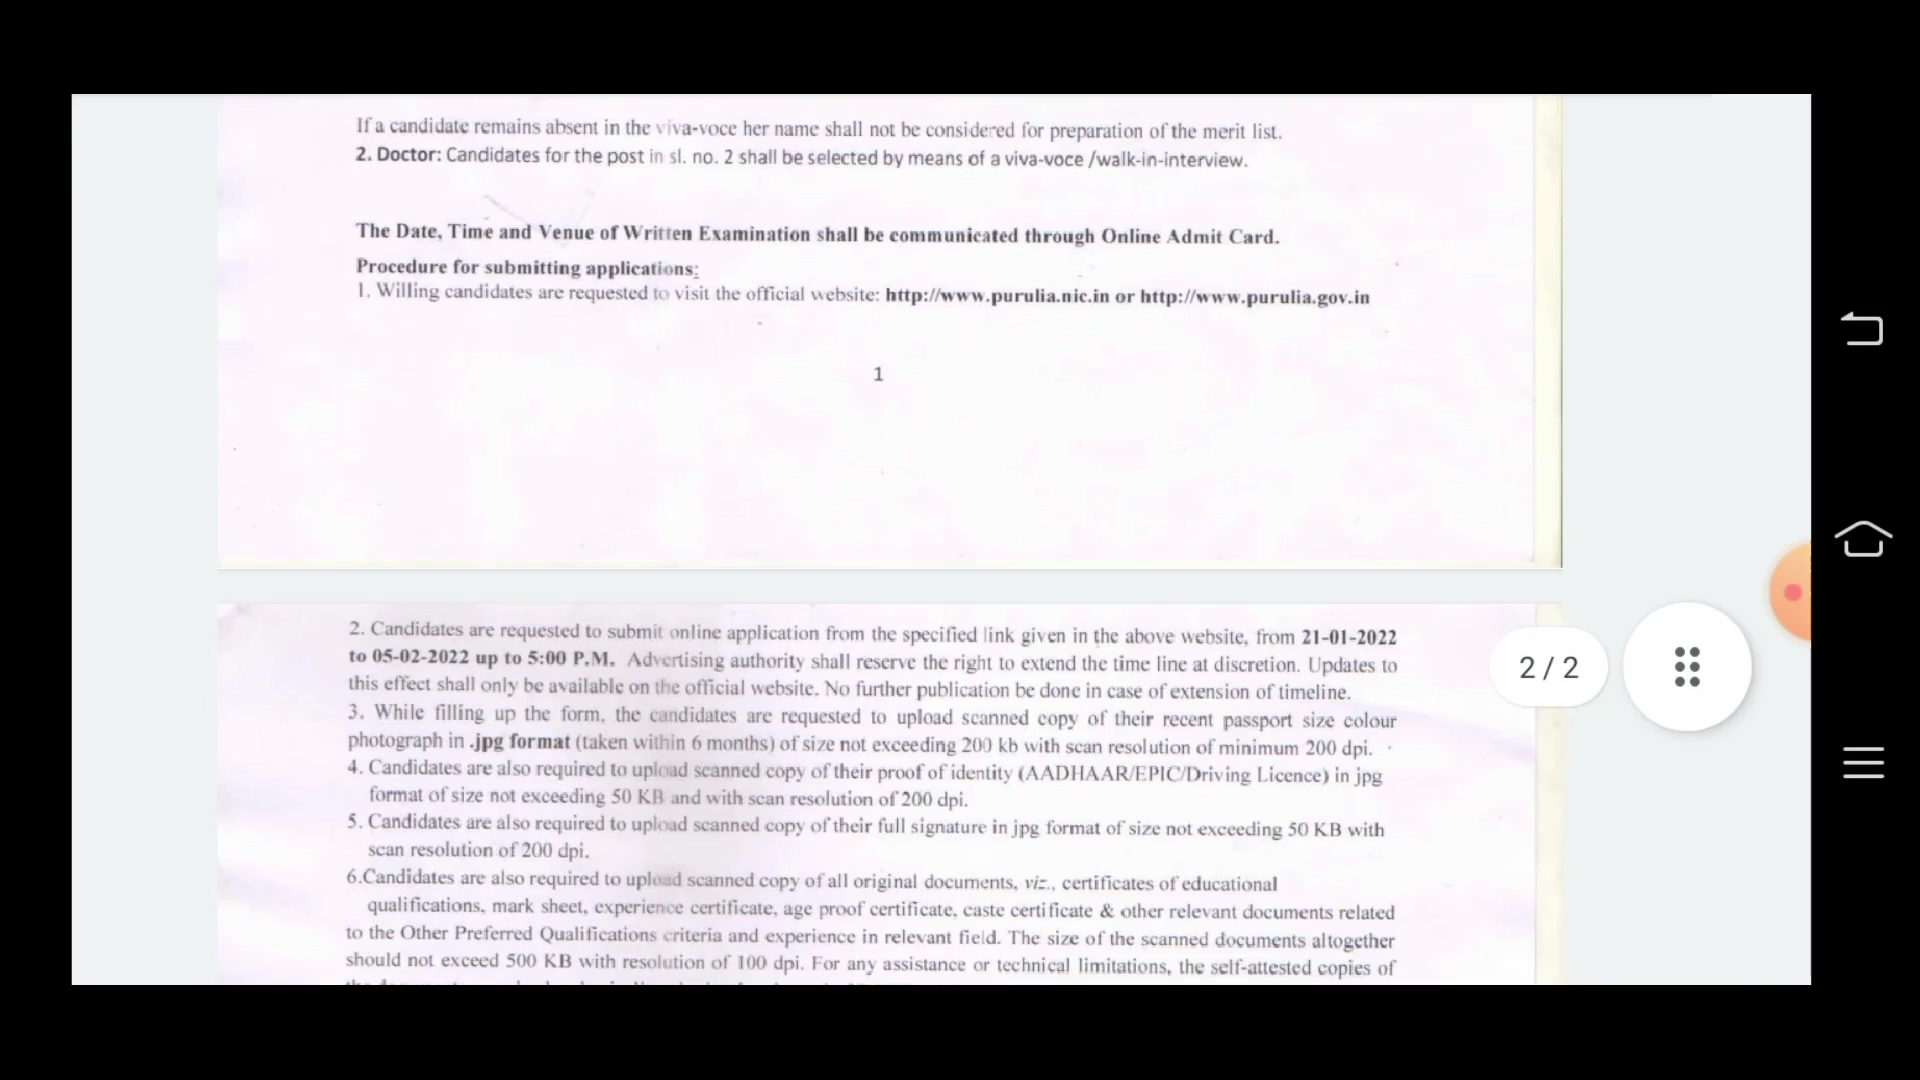 If a candidate remains absent in the viva-voce her name shall not be considered for preparation of the merit list.
2. Doctor: Candidates for the post in sl. no. 2 shall be selected by means of a viva-voce /walk-in-interview.
The Date, Time and Venue of Written Examination shall be communicated through Online Admit Card.
Procedure for submitting applications:
1. Willing candidates are requested to visit the official website: http://www.purulia.nic.in or http://www.purulia.gov.in
1
2. Candidates are requested to submit online application from the specified link given in the above website, from 21-01-2022
to 05-02-2022 up to 5:00 P.M. Advertising authority shall reserve the right to extend the time line at discretion. Updates to
this effect shall only be available on the official website. No further publication be done in case of extension of timeline.
3. While filling up the form, the candidates are requested to upload scanned copy of their recent passport size colour
photograph in .jpg format (taken within 6 months) of size not exceeding 200 kb with scan resolution of minimum 200 dpi.
4. Candidates are also required to upload scanned copy of their proof of identity (AADHAAR/EPIC/Driving Licence) in jpg
format of size not exceeding 50 KB and with scan resolution of 200 dpi.
5. Candidates are also required to upload scanned copy of their full signature in jpg format of size not exceeding 50 KB with
scan resolution of 200 dpi.
6.Candidates are also required to upload scanned copy of all original documents, viz., certificates of educational
qualifications, mark sheet, experience certificate, age proof certificate, caste certificate & other relevant documents related
to the Other Preferred Qualifications criteria and experience in relevant field. The size of the scanned documents altogether
should not exceed 500 KB with resolution of 100 dpi. For any assistance or technical limitations, the self-attested copies of
2 / 2